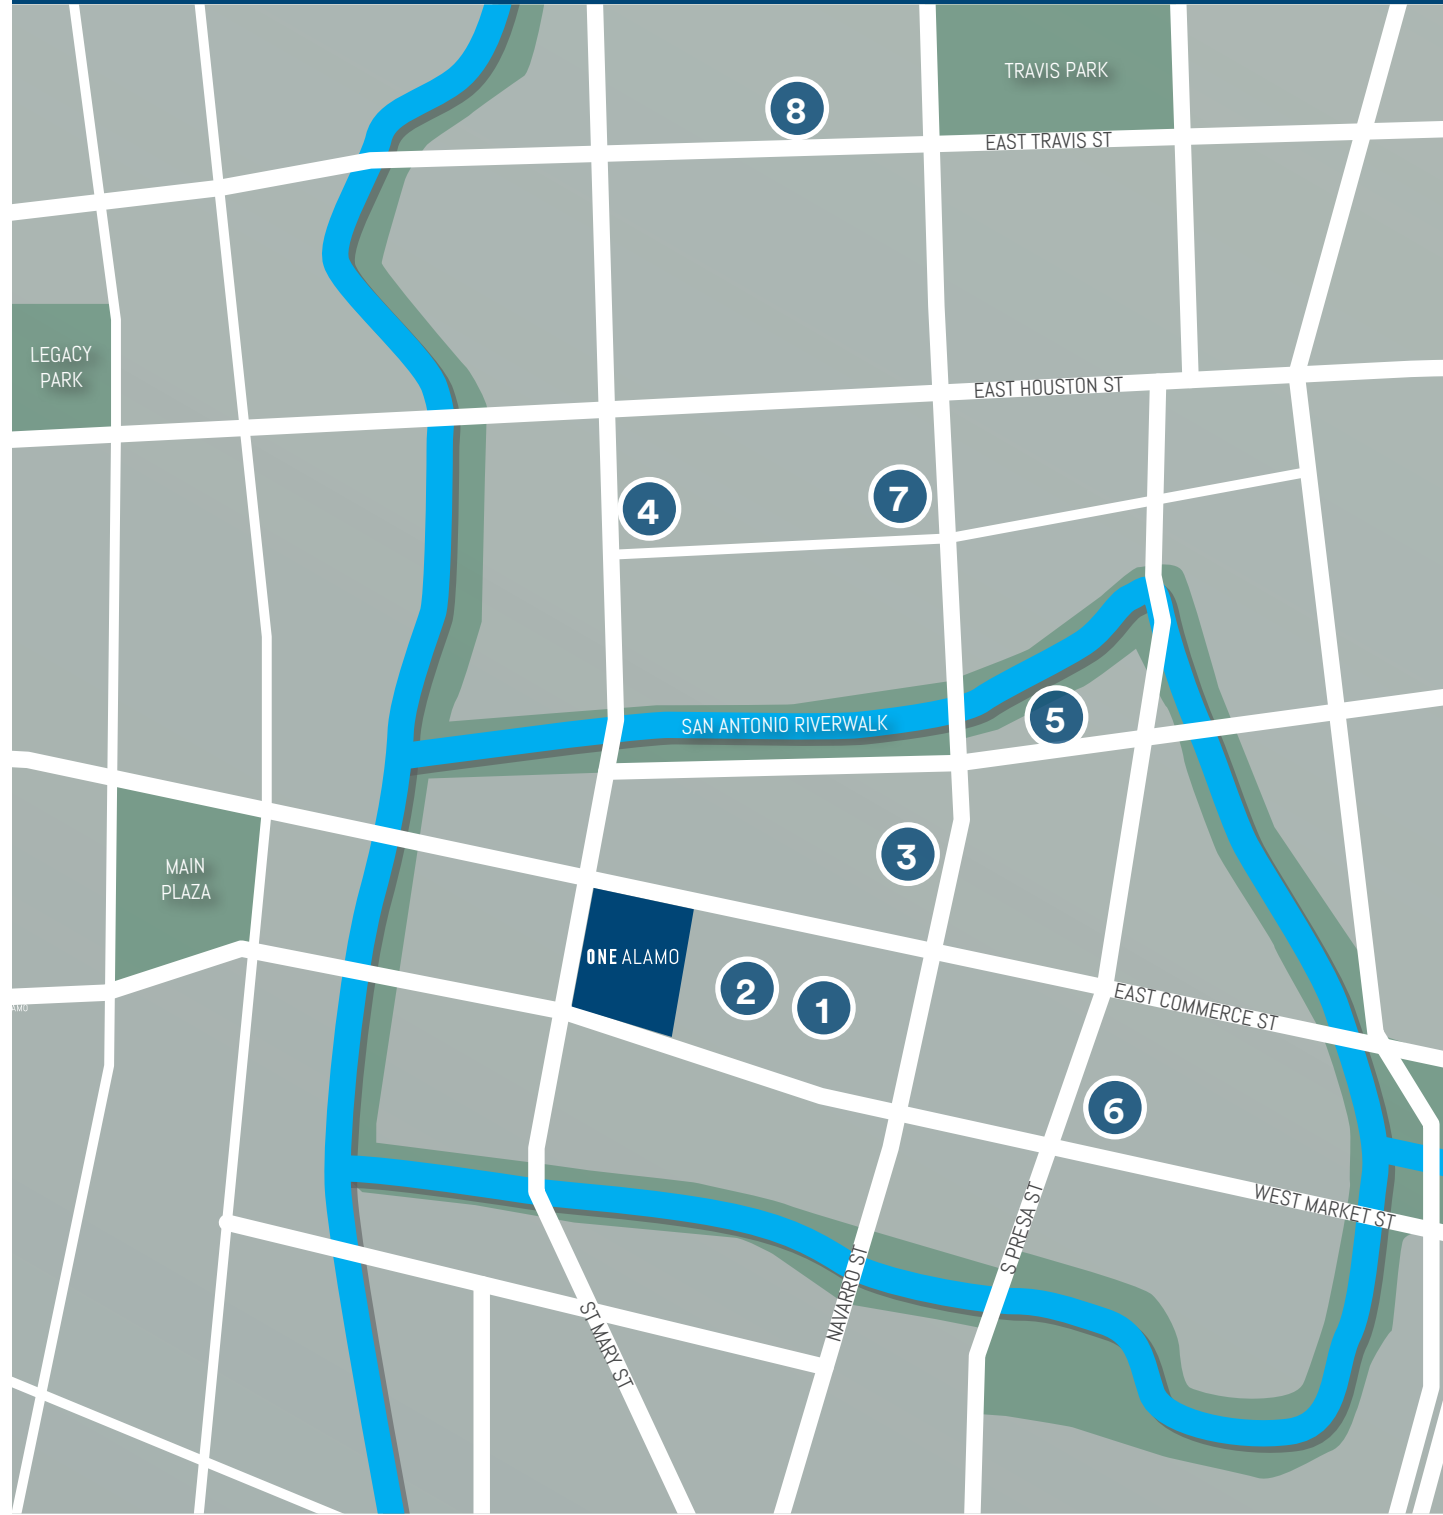 TRAVIS PARK
8
EAST TRAVIS ST
LEGACY
PARK
EAST HOUSTON ST
4
7
5
SAN ANTONIO RIVERWALK
3
MAIN
PLAZA
ONE ALAMO
2
1
EAST COMMERCE ST
6
S PRESA ST
WEST MARKET ST
NAVARRO ST
ST MARY ST